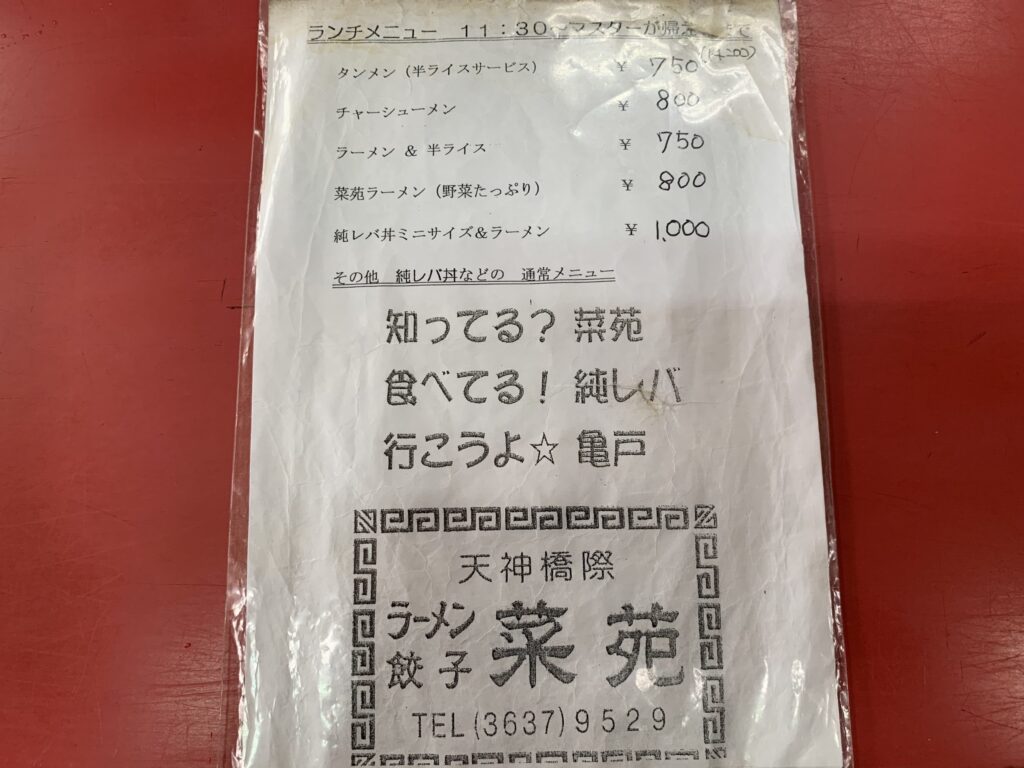 ランチメニュー　11：30～マスターが帰るまで
タンメン（半ライスサービス）　￥ 750
チャーシューメン　￥ 800
ラーメン ＆ 半ライス　￥ 750
菜苑ラーメン（野菜たっぷり）　￥ 800
純レバ丼ミニサイズ&ラーメン　￥ 1,000
その他　純レバ丼などの　通常メニュー
知ってる？ 菜苑
食べてる！ 純レバ
行こうよ☆ 亀戸
天神橋際
ラーメン
餃子 菜苑
TEL(3637)9529